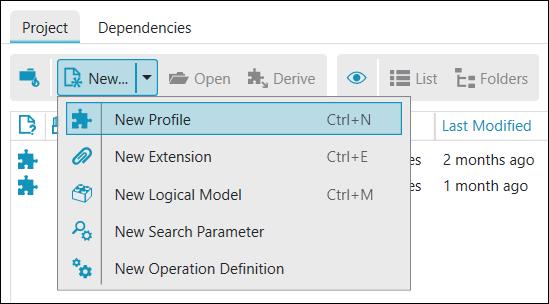 Project Dependencies
New... Open Derive List Folders
New Profile Ctrl+N Last Modified
New Extension Ctrl+E es 2 months ago
New Logical Model Ctrl+M es 1 month ago
New Search Parameter
New Operation Definition